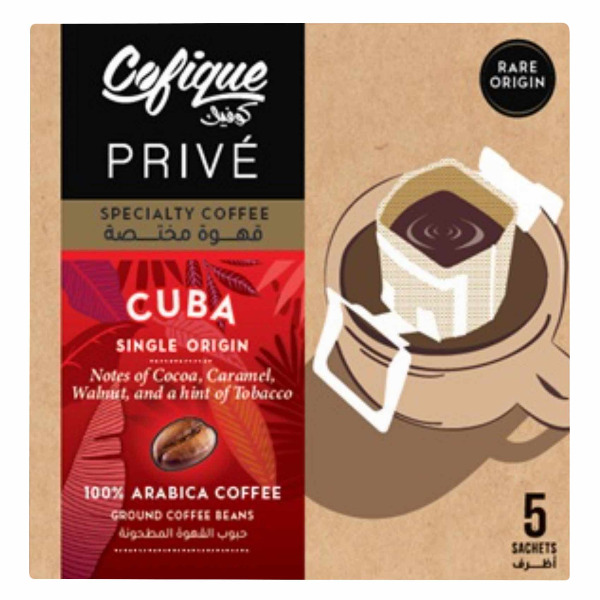 Cofique
كوفيك
PRIVÉ
SPECIALTY COFFEE
قهوة مختصة
CUBA
SINGLE ORIGIN
Notes of Cocoa, Caramel,
Walnut, and a hint of Tobacco
100% ARABICA COFFEE
GROUND COFFEE BEANS
حبوب القهوة المطحونة
RARE
ORIGIN
5
SACHETS
أظرف